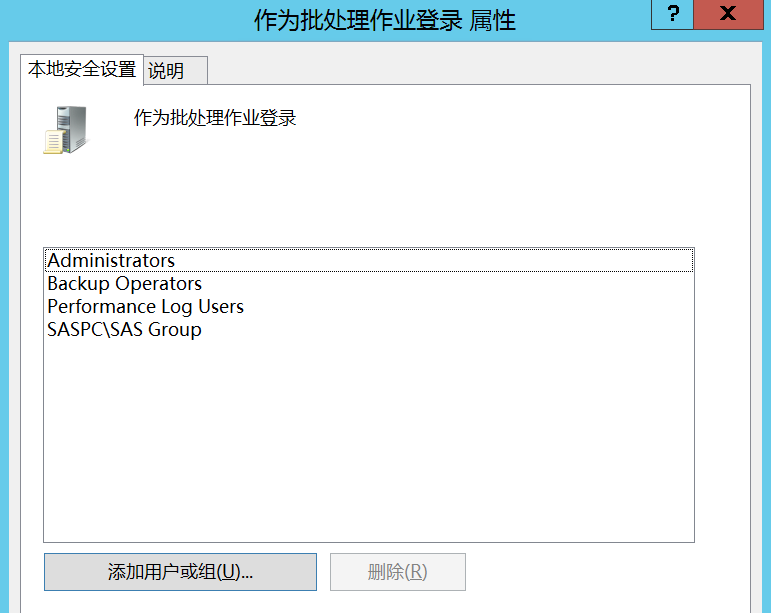 作为批处理作业登录 属性
?
X
本地安全设置
说明
作为批处理作业登录
Administrators
Backup Operators
Performance Log Users
SASPC\SAS Group
添加用户或组(U)...
删除(R)